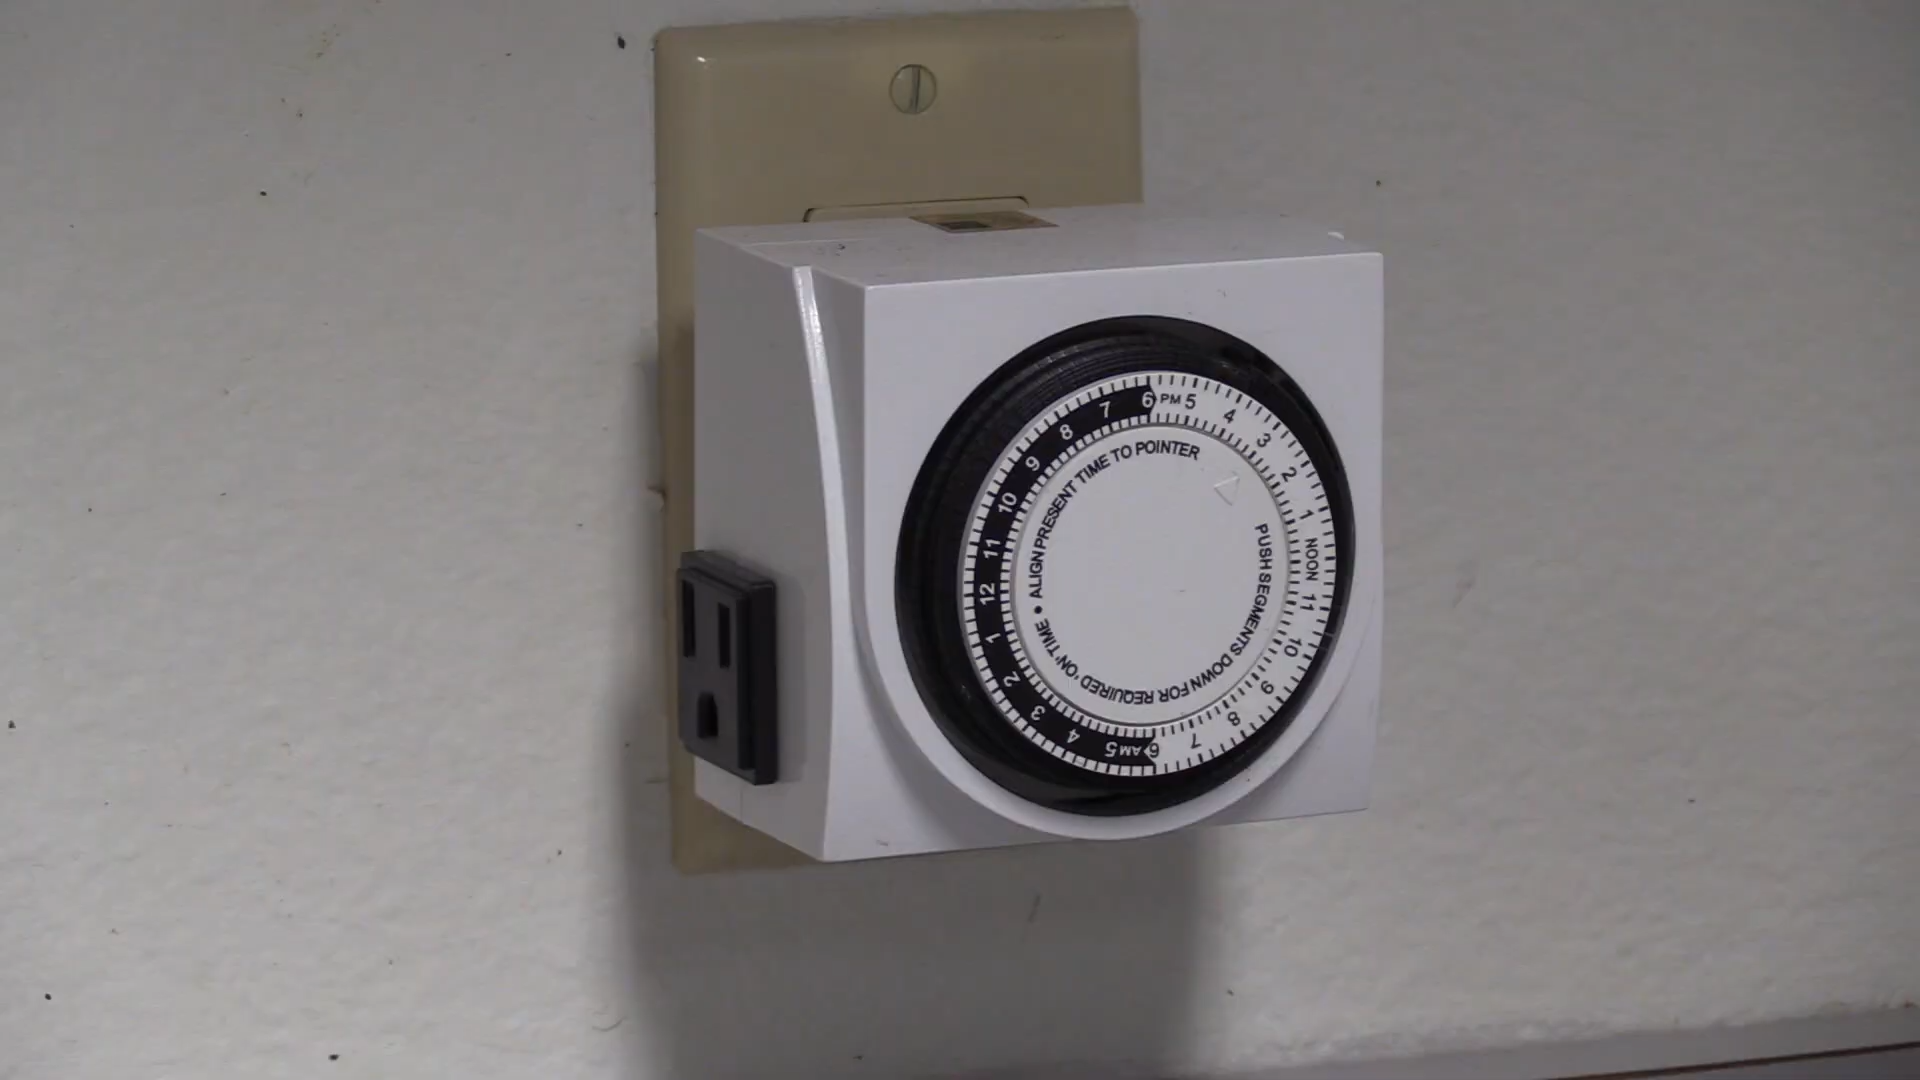 6 PM 5 4 3 2 1 NOON 11 10 9 8 7 6 AM 5 4 3 2 1 12 11 10 9 8 7
ALIGN PRESENT TIME TO POINTER
PUSH SEGMENTS DOWN FOR REQUIRED 'ON' TIME •